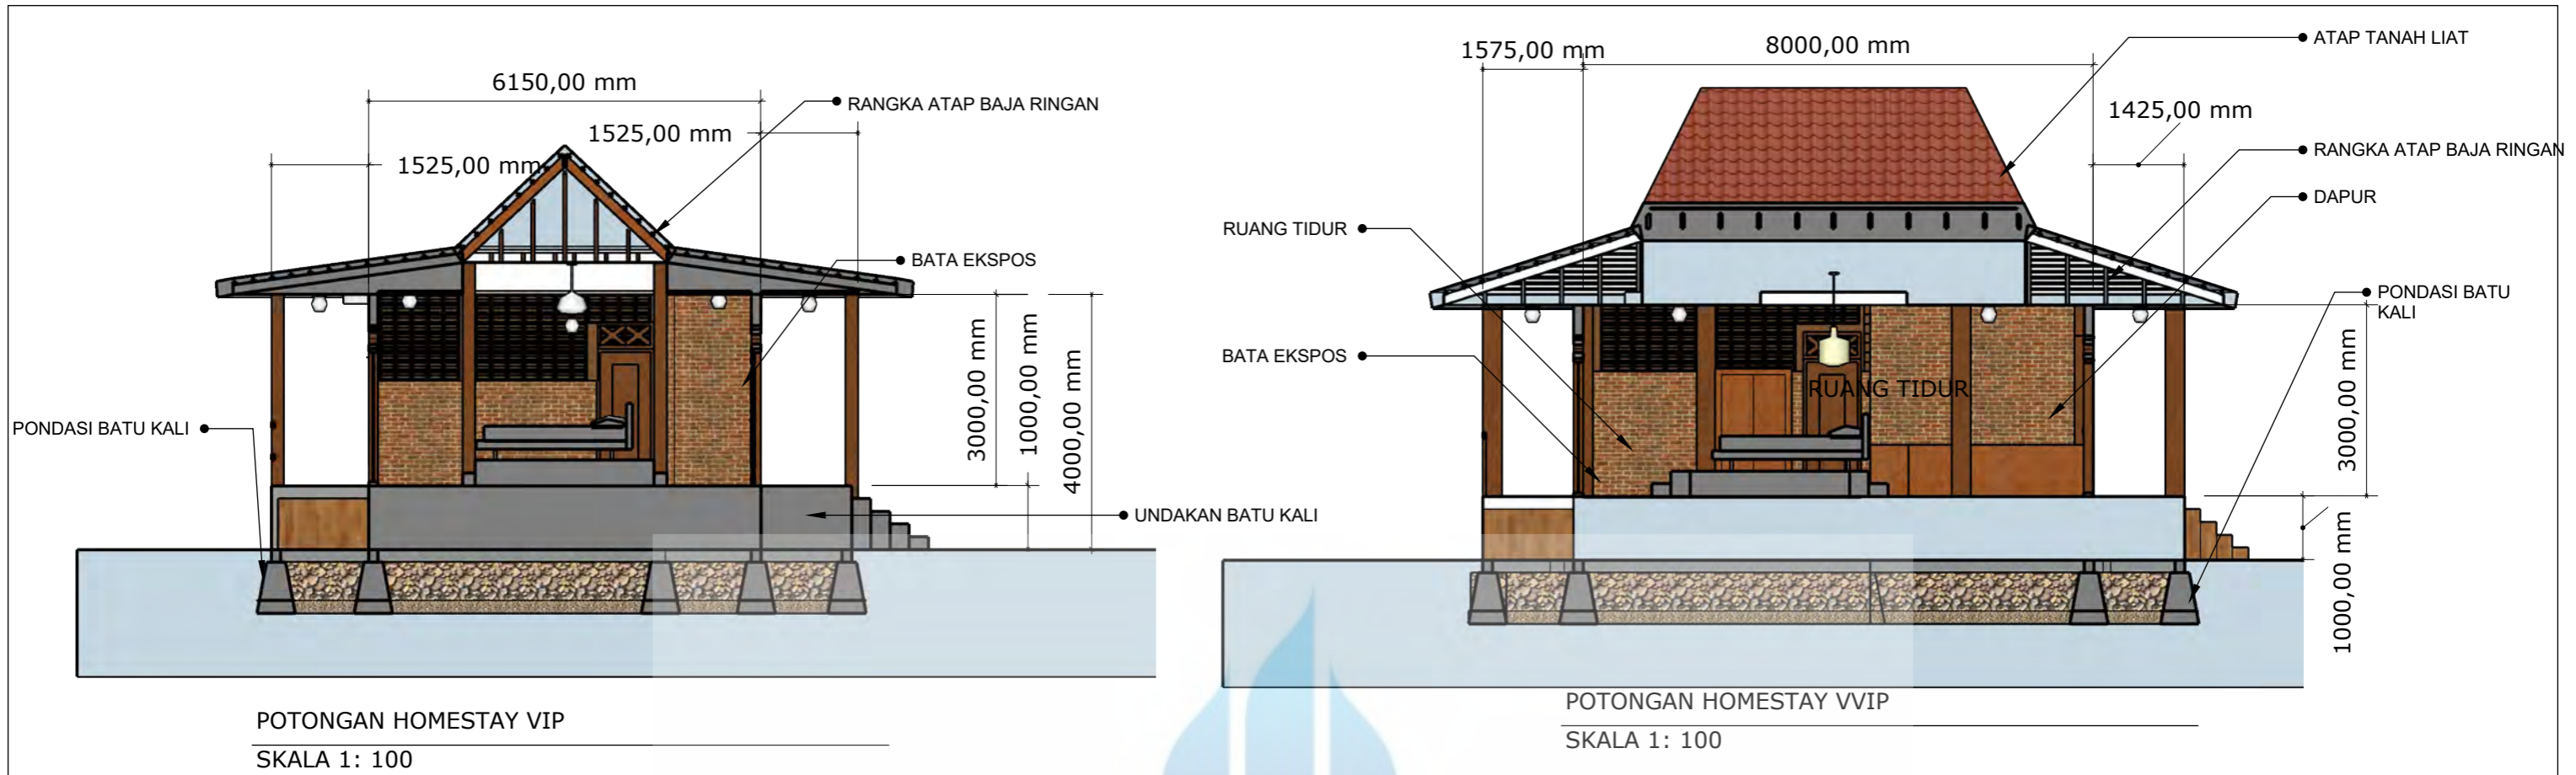 6150,00 mm
1525,00 mm
1525,00 mm
RANGKA ATAP BAJA RINGAN
BATA EKSPOS
3000,00 mm
1000,00 mm
4000,00 mm
PONDASI BATU KALI
UNDAKAN BATU KALI
POTONGAN HOMESTAY VIP
SKALA 1: 100
1575,00 mm
8000,00 mm
ATAP TANAH LIAT
1425,00 mm
RANGKA ATAP BAJA RINGAN
DAPUR
RUANG TIDUR
PONDASI BATU
KALI
BATA EKSPOS
RUANG TIDUR
3000,00 mm
1000,00 mm
POTONGAN HOMESTAY VVIP
SKALA 1: 100